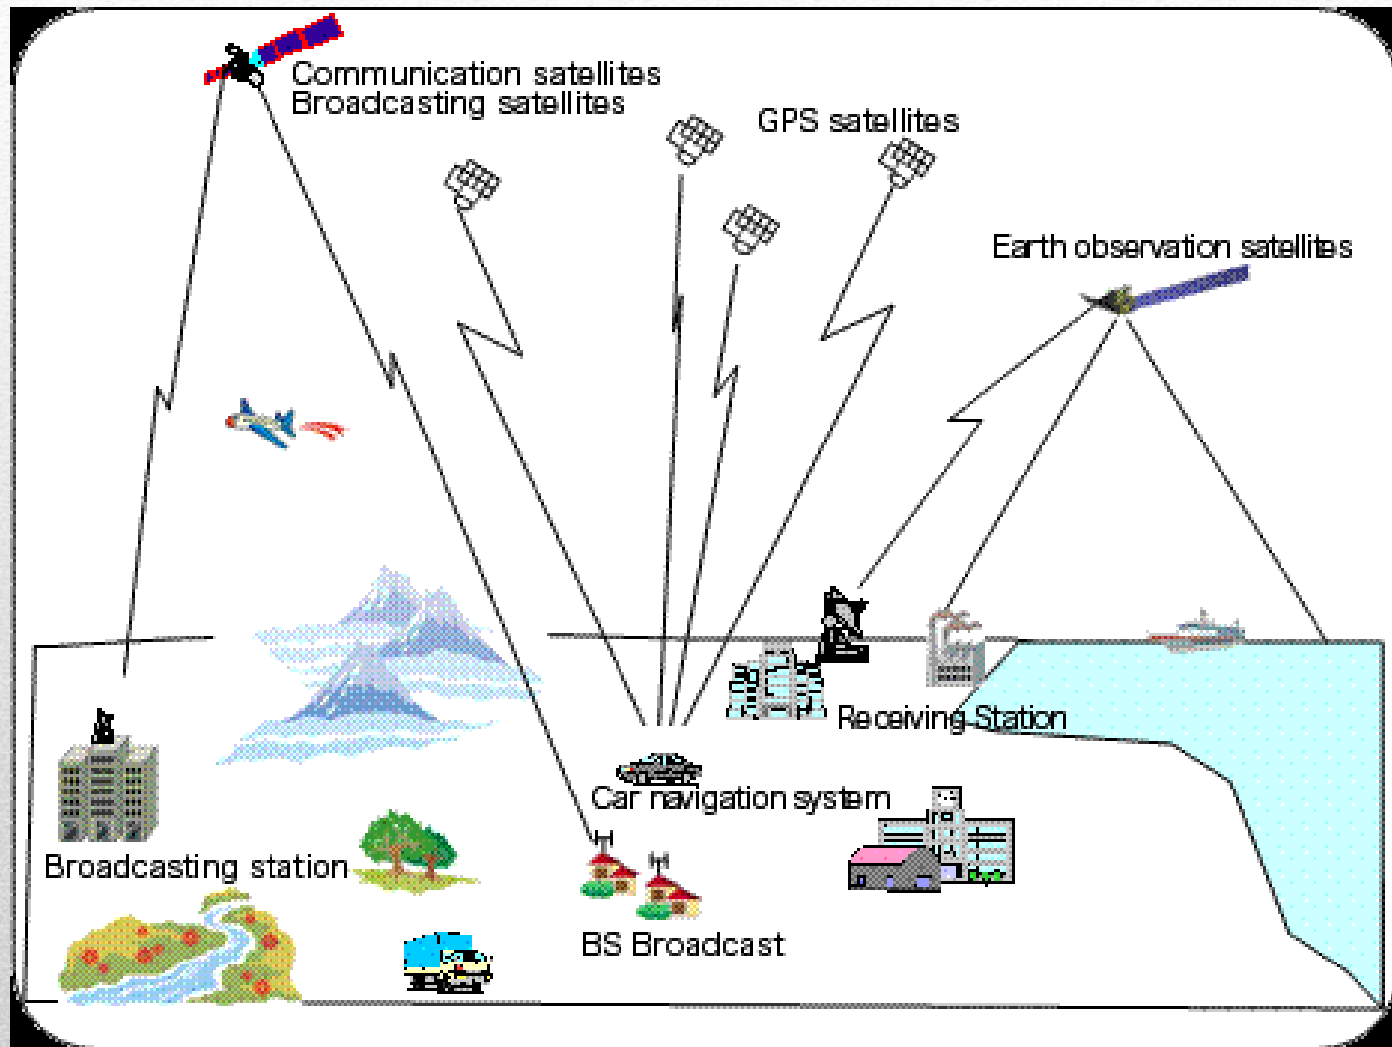 Communication satellites
Broadcasting satellites
GPS satellites
Earth observation satellites
Receiving Station
Car navigation system
Broadcasting station
BS Broadcast